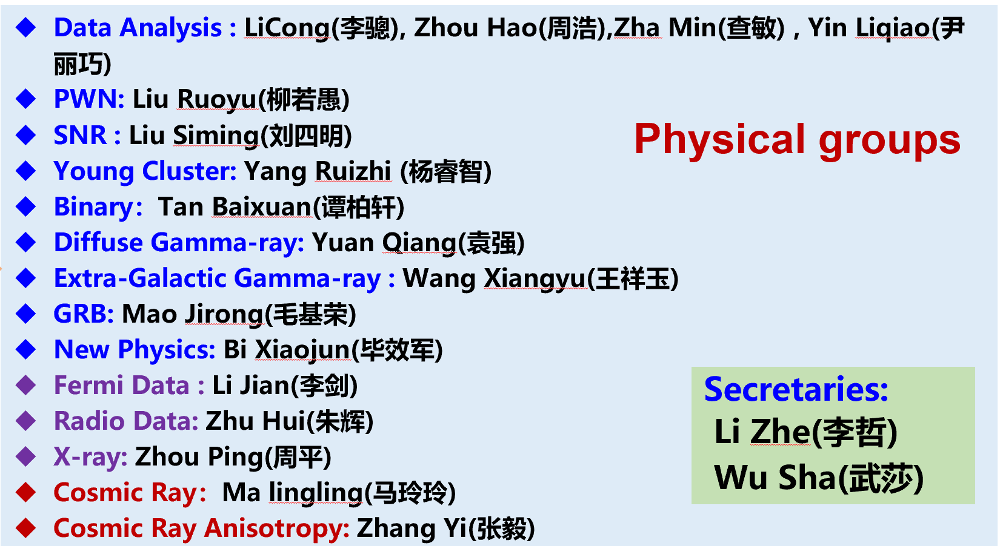 Data Analysis : LiCong(李骢), Zhou Hao(周浩),Zha Min(查敏) , Yin Liqiao(尹
丽巧)
PWN: Liu Ruoyu(柳若愚)
SNR : Liu Siming(刘四明)
Physical groups
Young Cluster: Yang Ruizhi (杨睿智)
Binary： Tan Baixuan(谭柏轩)
Diffuse Gamma-ray: Yuan Qiang(袁强)
Extra-Galactic Gamma-ray : Wang Xiangyu(王祥玉)
GRB: Mao Jirong(毛基荣)
New Physics: Bi Xiaojun(毕效军)
Fermi Data : Li Jian(李剑)
Radio Data: Zhu Hui(朱辉)
X-ray: Zhou Ping(周平)
Cosmic Ray： Ma lingling(马玲玲)
Cosmic Ray Anisotropy: Zhang Yi(张毅)
Secretaries:
Li Zhe(李哲)
Wu Sha(武莎)